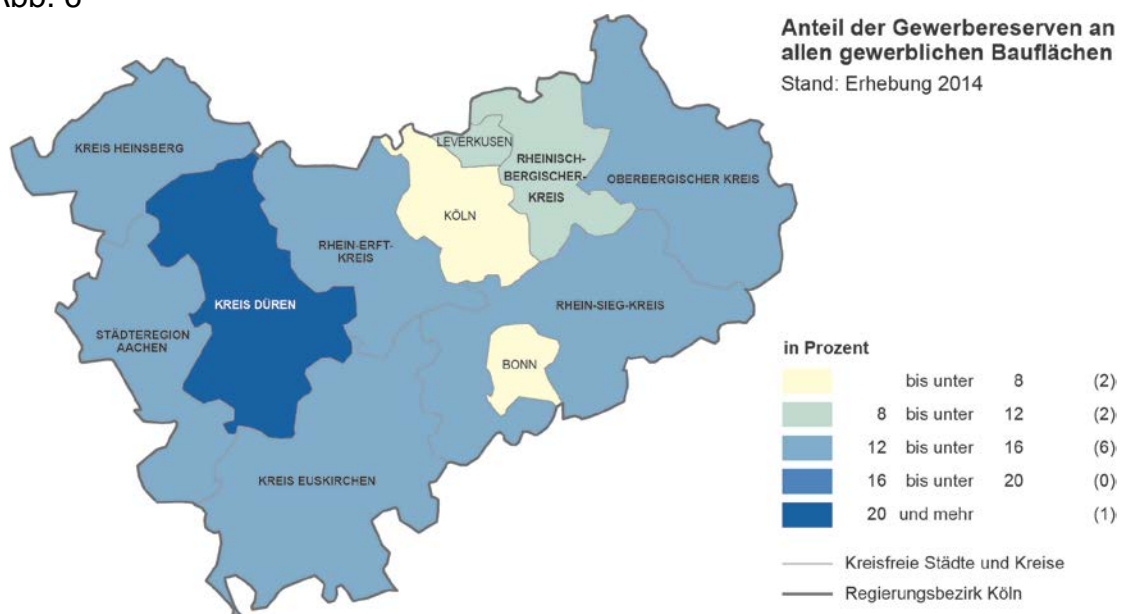 Anteil der Gewerbereserven an
allen gewerblichen Bauflächen
Stand: Erhebung 2014
KREIS HEINSBERG
LEVERKUSEN
RHEINISCH-
BERGISCHER-
KREIS
OBERBERGISCHER KREIS
KÖLN
RHEIN-ERFT-
KREIS
KREIS DÜREN
RHEIN-SIEG-KREIS
STÄDTEREGION
AACHEN
BONN
KREIS EUSKIRCHEN
in Prozent
bis unter 8 (2)
8 bis unter 12 (2)
12 bis unter 16 (6)
16 bis unter 20 (0)
20 und mehr (1)
Kreisfreie Städte und Kreise
Regierungsbezirk Köln